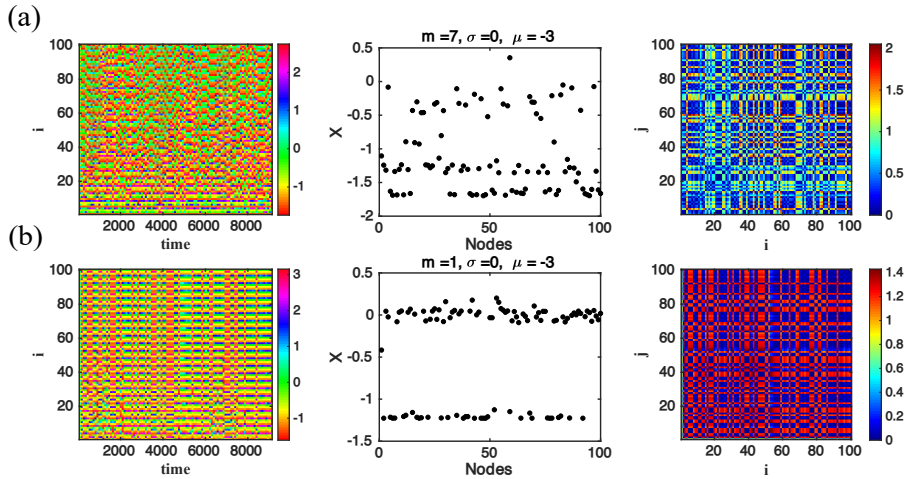 (a)
m =7, σ =0, μ = -3
100
80
60
40
20
i
2000 4000 6000 8000
time
2
1
0
-1
0.5
0
-0.5
-1
-1.5
-2
X
0 50 100
Nodes
100
80
60
40
20
j
20 40 60 80 100
i
2
1.5
1
0.5
0
(b)
m =1, σ =0, μ = -3
100
80
60
40
20
i
2000 4000 6000 8000
time
3
2
1
0
-1
0.5
0
-0.5
-1
-1.5
X
0 50 100
Nodes
100
80
60
40
20
j
20 40 60 80 100
i
1.4
1.2
1
0.8
0.6
0.4
0.2
0